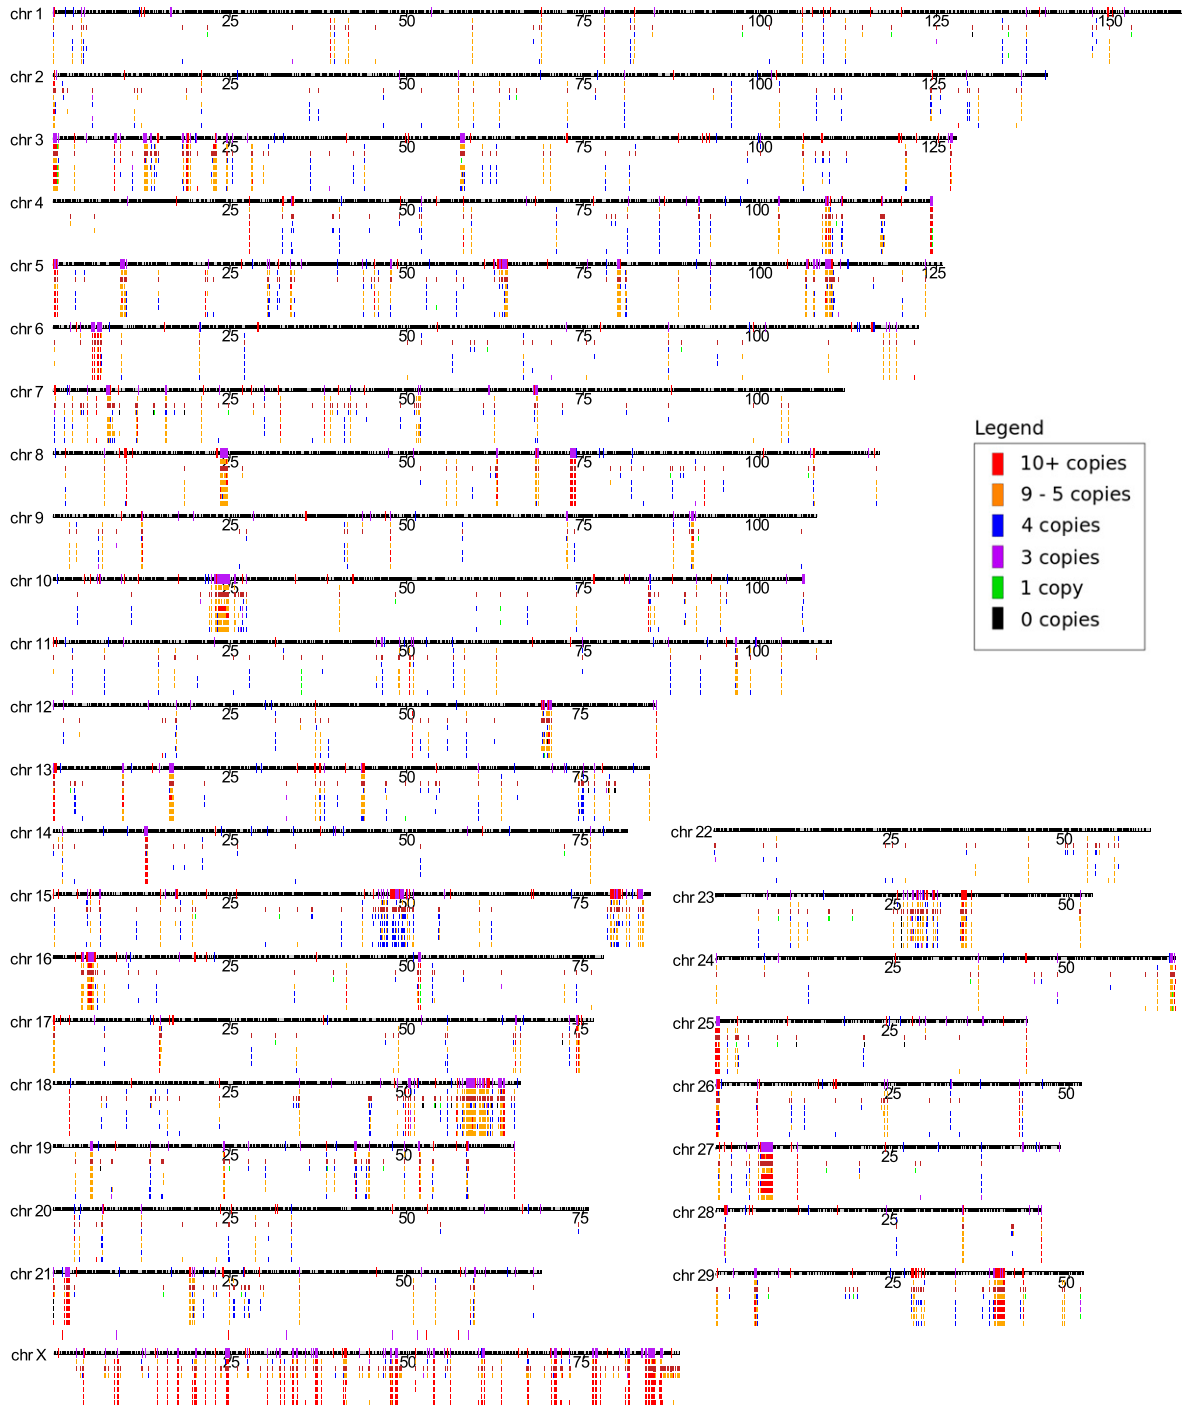 chr 1 25 50 75 100 125 150
chr 2 25 50 75 100 125
chr 3 25 50 75 100 125
chr 4 25 50 75 100
chr 5 25 50 75 100 125
chr 6 25 50 75 100
chr 7 25 50 75 100
Legend
chr 8 25 50 75 100
10+ copies
9 - 5 copies
chr 9 25 50 75 100
4 copies
3 copies
chr 10 25 50 75 100
1 copy
0 copies
chr 11 25 50 75 100
chr 12 25 50 75
chr 13 25 50 75
chr 14 25 50 75
chr 22 25 50
chr 15 25 50 75
chr 23 25 50
chr 16 25 50 75
chr 24 25 50
chr 17 25 50 75
chr 25 25
chr 18 25 50
chr 26 25 50
chr 19 25 50
chr 27 25
chr 20 25 50 75
chr 28 25
chr 21 25 50
chr 29 25 50
chr X 25 50 75